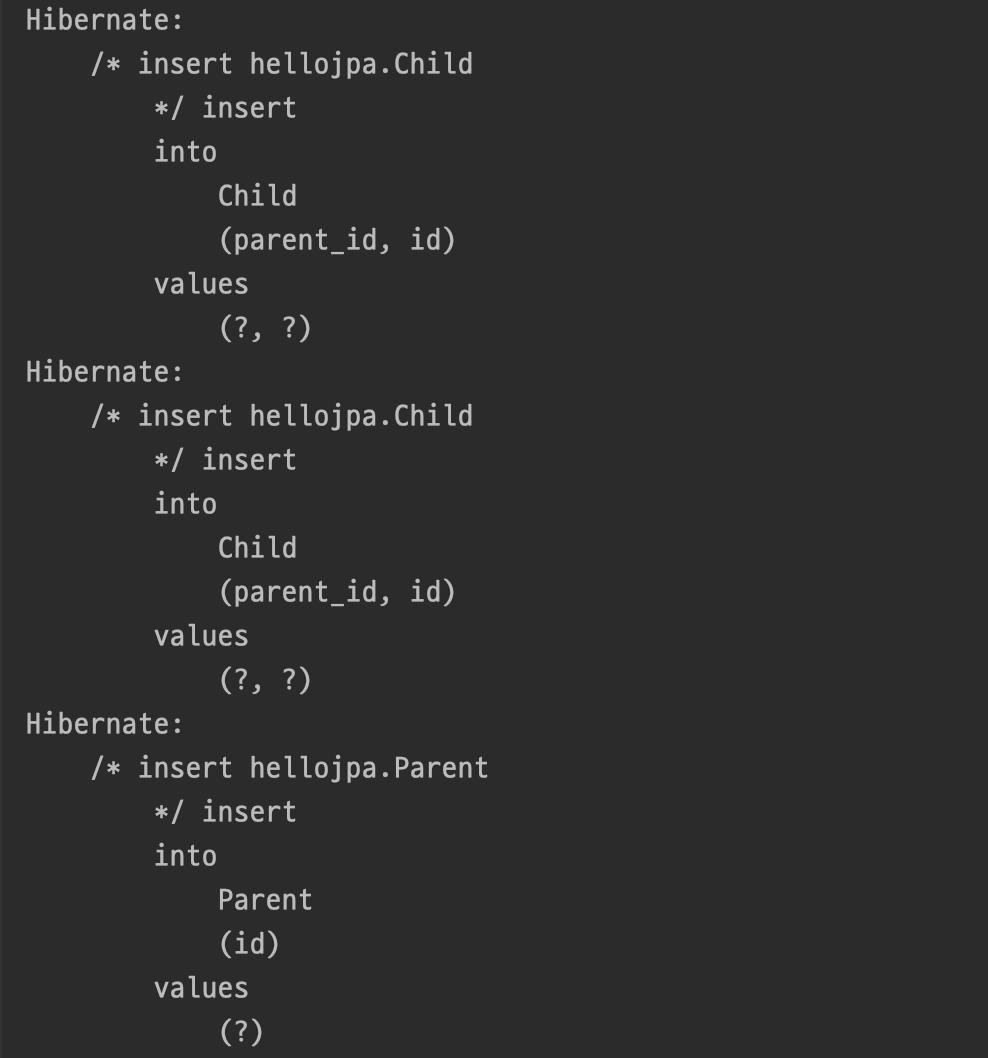 Hibernate:
    /* insert hellojpa.Child
        */ insert
        into
            Child
            (parent_id, id)
        values
            (?, ?)
Hibernate:
    /* insert hellojpa.Child
        */ insert
        into
            Child
            (parent_id, id)
        values
            (?, ?)
Hibernate:
    /* insert hellojpa.Parent
        */ insert
        into
            Parent
            (id)
        values
            (?)